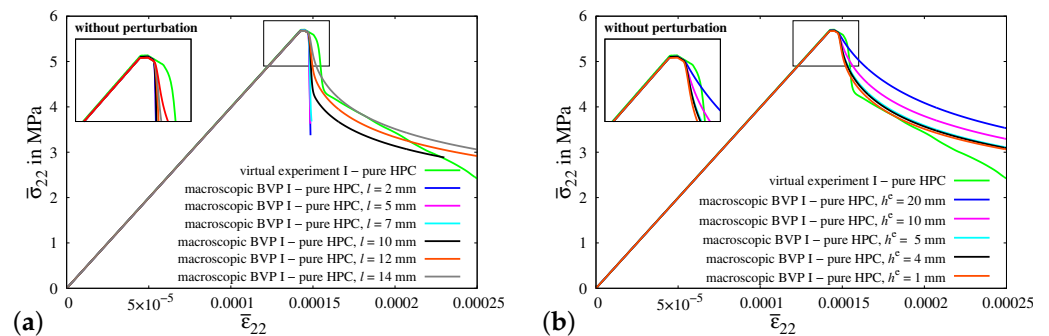 without perturbation
6
5
4
3
2
1
0
σ̅₂₂ in MPa
virtual experiment I − pure HPC
macroscopic BVP I − pure HPC, l = 2 mm
macroscopic BVP I − pure HPC, l = 5 mm
macroscopic BVP I − pure HPC, l = 7 mm
macroscopic BVP I − pure HPC, l = 10 mm
macroscopic BVP I − pure HPC, l = 12 mm
macroscopic BVP I − pure HPC, l = 14 mm
0 5×10⁻⁵ 0.0001 0.00015 0.0002 0.00025
ε̅₂₂
(a)
without perturbation
6
5
4
3
2
1
0
σ̅₂₂ in MPa
virtual experiment I − pure HPC
macroscopic BVP I − pure HPC, hᵉ = 20 mm
macroscopic BVP I − pure HPC, hᵉ = 10 mm
macroscopic BVP I − pure HPC, hᵉ = 5 mm
macroscopic BVP I − pure HPC, hᵉ = 4 mm
macroscopic BVP I − pure HPC, hᵉ = 1 mm
0 5×10⁻⁵ 0.0001 0.00015 0.0002 0.00025
ε̅₂₂
(b)